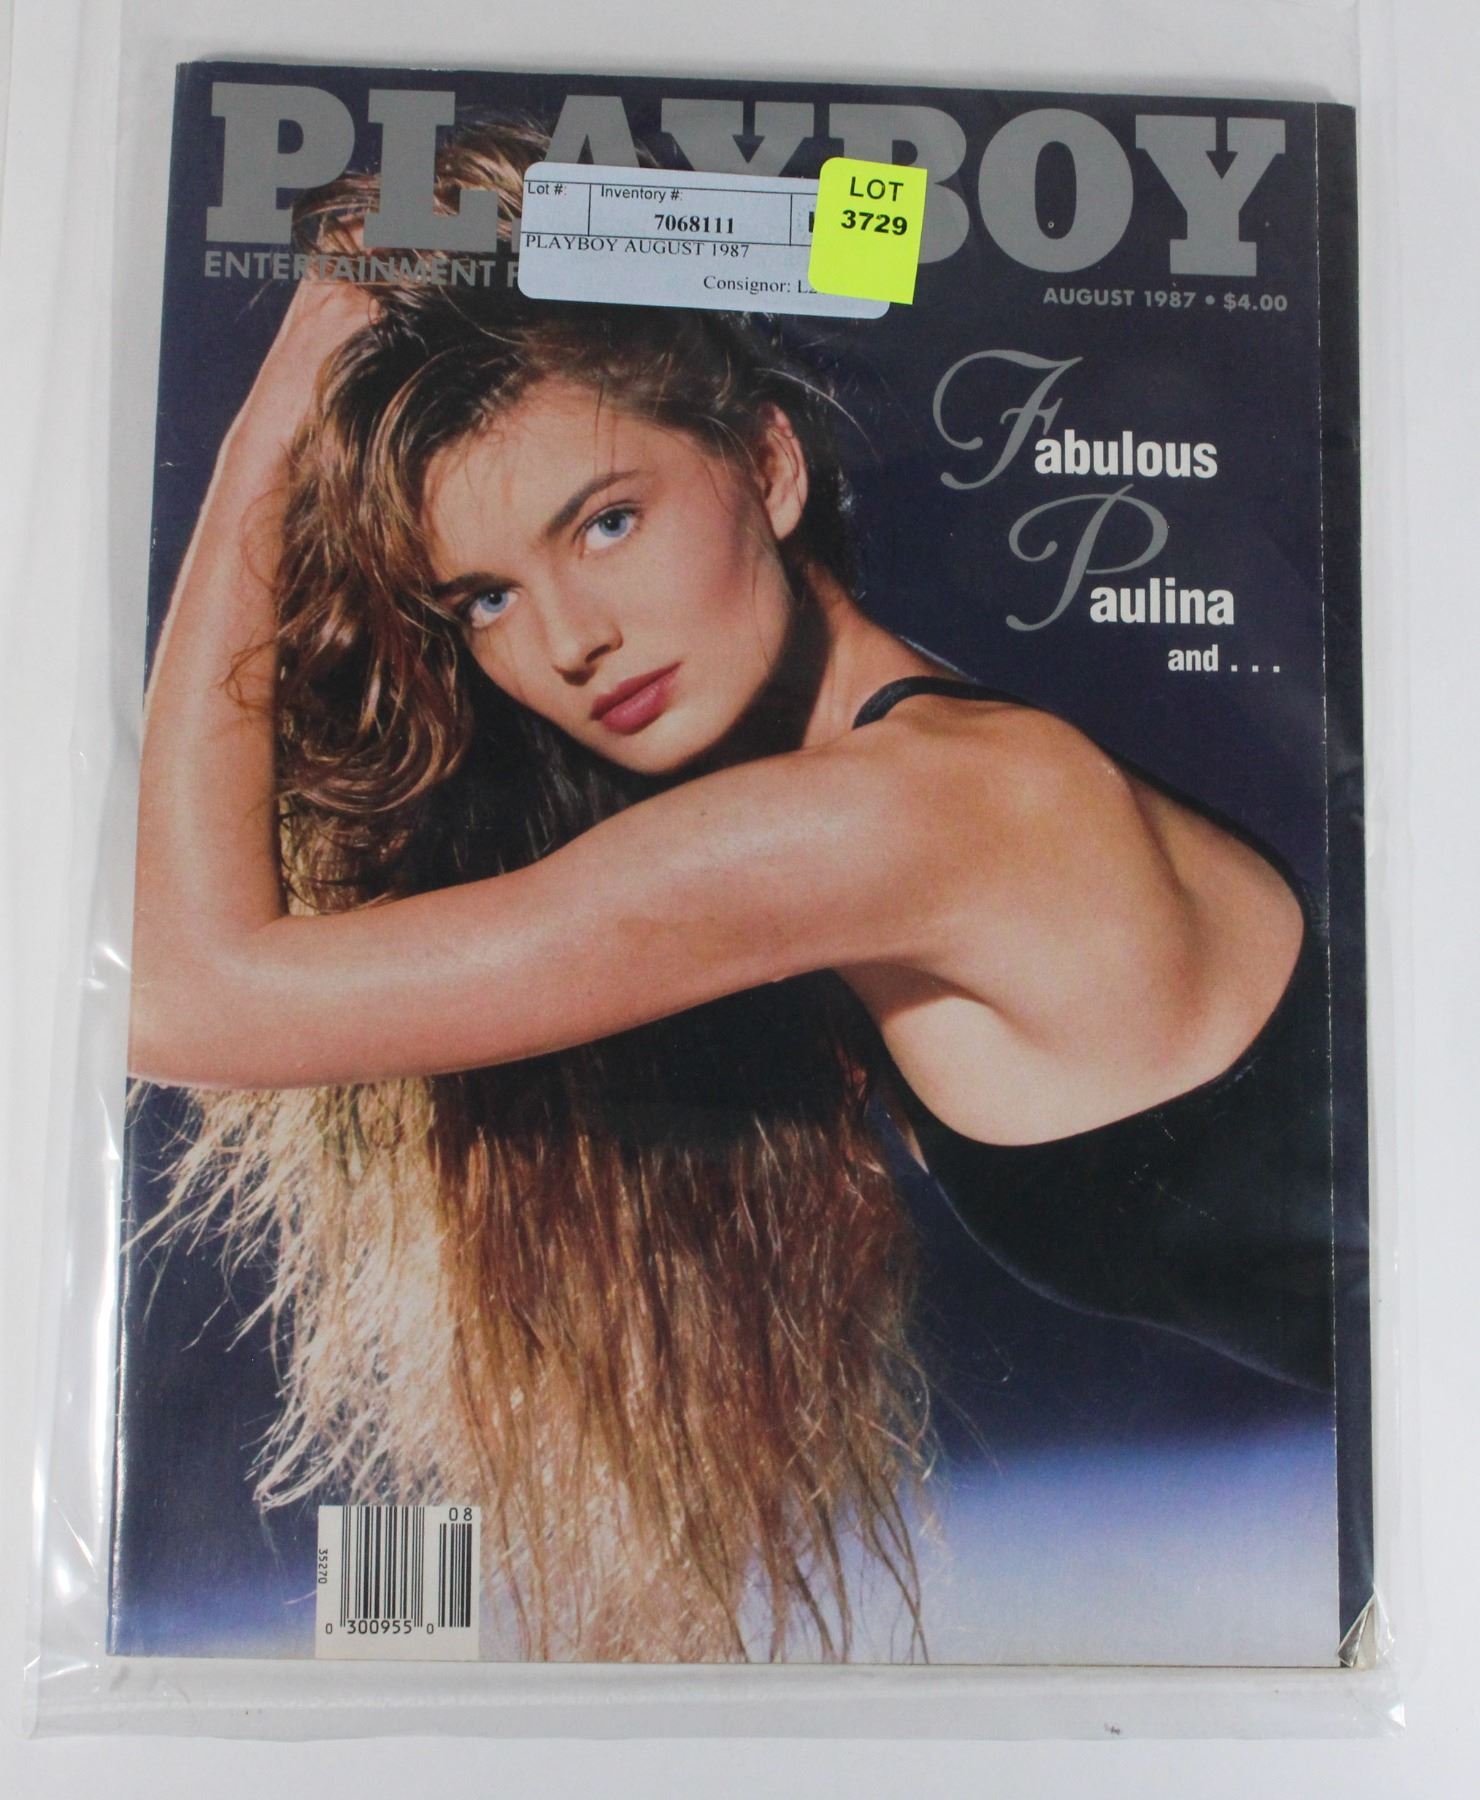 PLAYBOY
ENTERTAINMENT
Lot #: Inventory #:
7068111
PLAYBOY AUGUST 1987
Consignor:
LOT
3729
AUGUST 1987 • $4.00
Fabulous
Paulina
and . . .
08
35270
0 300955 0